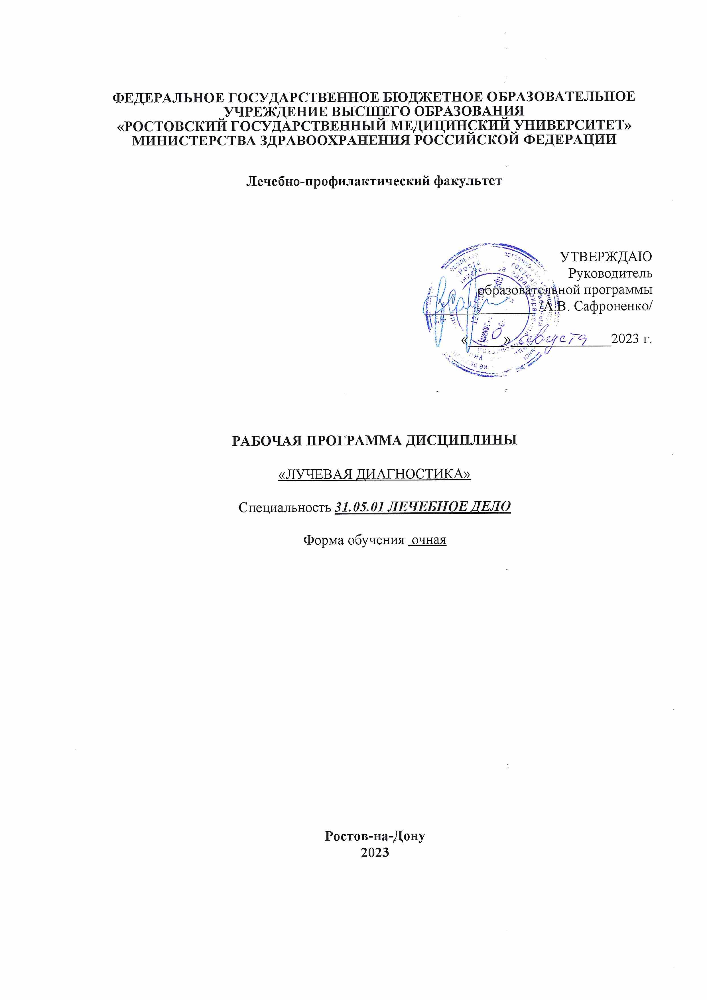 ФЕДЕРАЛЬНОЕ ГОСУДАРСТВЕННОЕ БЮДЖЕТНОЕ ОБРАЗОВАТЕЛЬНОЕ
УЧРЕЖДЕНИЕ ВЫСШЕГО ОБРАЗОВАНИЯ
«РОСТОВСКИЙ ГОСУДАРСТВЕННЫЙ МЕДИЦИНСКИЙ УНИВЕРСИТЕТ»
МИНИСТЕРСТВА ЗДРАВООХРАНЕНИЯ РОССИЙСКОЙ ФЕДЕРАЦИИ
Лечебно-профилактический факультет
УТВЕРЖДАЮ
Руководитель
образовательной программы
/А.В. Сафроненко/
«______» августа 2023 г.
РАБОЧАЯ ПРОГРАММА ДИСЦИПЛИНЫ
«ЛУЧЕВАЯ ДИАГНОСТИКА»
Специальность 31.05.01 ЛЕЧЕБНОЕ ДЕЛО
Форма обучения очная
Ростов-на-Дону
2023